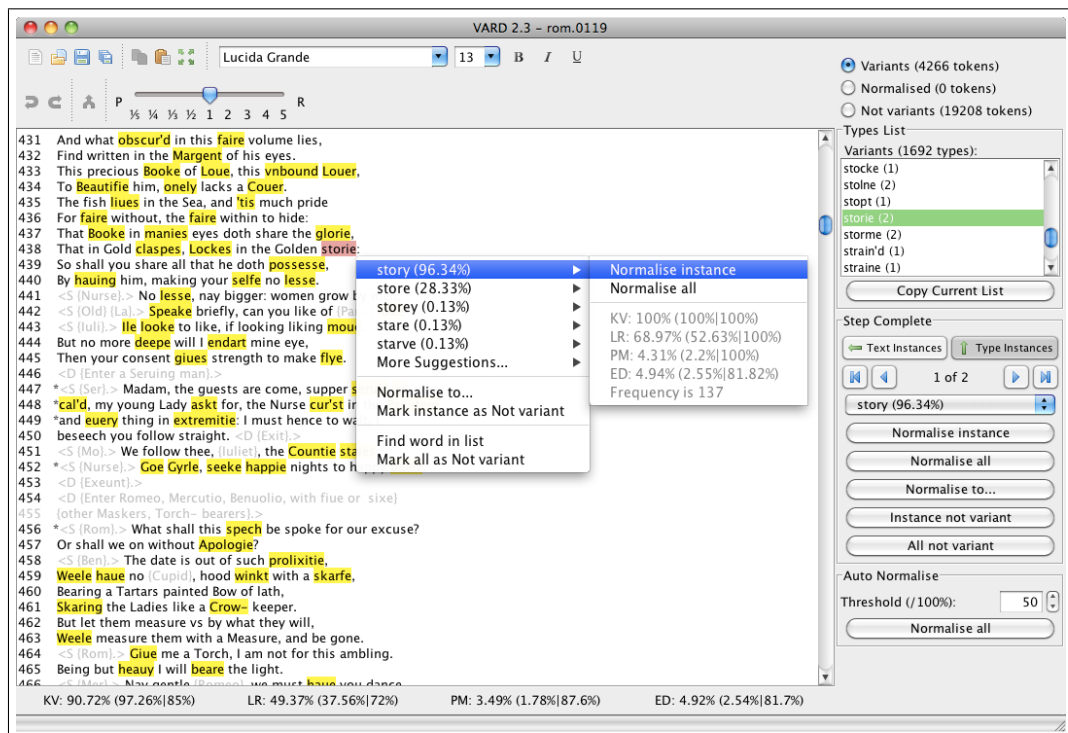 VARD 2.3 – rom.0119
Lucida Grande
13
B I U
P
R
⅕ ¼ ⅓ ½ 1 2 3 4 5
Variants (4266 tokens)
Normalised (0 tokens)
Not variants (19208 tokens)
431 And what obscur'd in this faire volume lies,
432 Find written in the Margent of his eyes.
433 This precious Booke of Loue, this vnbound Louer,
434 To Beautifie him, onely lacks a Couer.
435 The fish liues in the Sea, and 'tis much pride
436 For faire without, the faire within to hide:
437 That Booke in manies eyes doth share the glorie,
438 That in Gold claspes, Lockes in the Golden storie:
439 So shall you share all that he doth possesse,
440 By hauing him, making your selfe no lesse.
441 <S {Nurse}.> No lesse, nay bigger: women grow b
442 <S {Old} {La}.> Speake briefly, can you like of {Pa
443 <S {Iuli}.> Ile looke to like, if looking liking mou
444 But no more deepe will I endart mine eye,
445 Then your consent giues strength to make flye.
446 <D {Enter a Seruing man}.>
447 *<S {Ser}.> Madam, the guests are come, supper s
448 *cal'd, my young Lady askt for, the Nurse cur'st in
449 *and euery thing in extremitie: I must hence to wa
450 beseech you follow straight. <D {Exit}.>
451 <S {Mo}.> We follow thee, {Iuliet}, the Countie sta
452 *<S {Nurse}.> Goe Gyrle, seeke happie nights to h
453 <D {Exeunt}.>
454 <D {Enter Romeo, Mercutio, Benuolio, with fiue or sixe}
455 {other Maskers, Torch– bearers}.>
456 *<S {Rom}.> What shall this spech be spoke for our excuse?
457 Or shall we on without Apologie?
458 <S {Ben}.> The date is out of such prolixitie,
459 Weele haue no {Cupid}, hood winkt with a skarfe,
460 Bearing a Tartars painted Bow of lath,
461 Skaring the Ladies like a Crow– keeper.
462 But let them measure vs by what they will,
463 Weele measure them with a Measure, and be gone.
464 <S {Rom}.> Giue me a Torch, I am not for this ambling.
465 Being but heauy I will beare the light.
466 <S {Mer}.> Nay gentle {Romeo}, we must haue you dance
story (96.34%)
store (28.33%)
storey (0.13%)
stare (0.13%)
starve (0.13%)
More Suggestions...
Normalise to...
Mark instance as Not variant
Find word in list
Mark all as Not variant
Normalise instance
Normalise all
KV: 100% (100%|100%)
LR: 68.97% (52.63%|100%)
PM: 4.31% (2.2%|100%)
ED: 4.94% (2.55%|81.82%)
Frequency is 137
Types List
Variants (1692 types):
stocke (1)
stolne (2)
stopt (1)
storie (2)
storme (2)
strain'd (1)
straine (1)
Copy Current List
Step Complete
Text Instances
Type Instances
1 of 2
story (96.34%)
Normalise instance
Normalise all
Normalise to...
Instance not variant
All not variant
Auto Normalise
Threshold (/100%): 50
Normalise all
KV: 90.72% (97.26%|85%) LR: 49.37% (37.56%|72%) PM: 3.49% (1.78%|87.6%) ED: 4.92% (2.54%|81.7%)